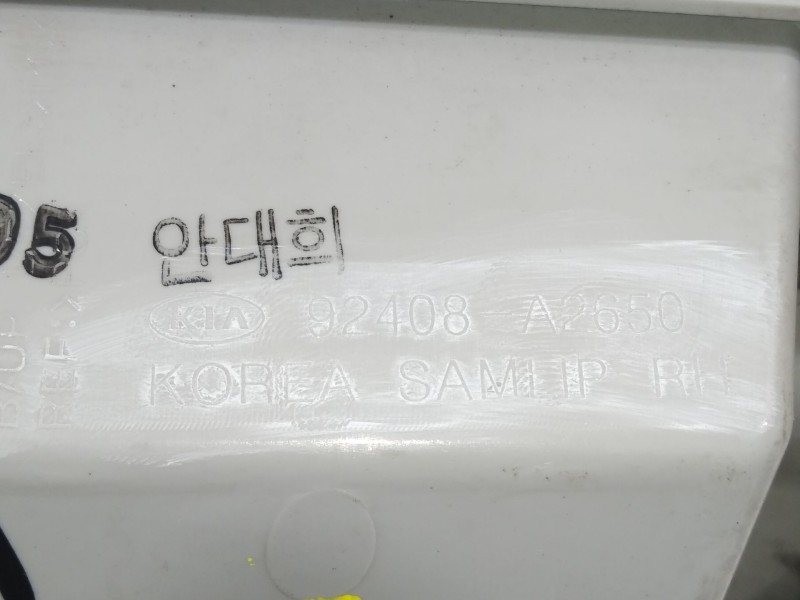 05
안대희
KIA 92408-A2650
KOREA SAMLIP RH